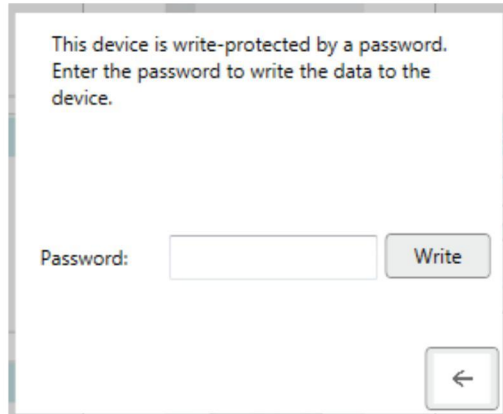 This device is write-protected by a password.
Enter the password to write the data to the
device.
Password:
Write